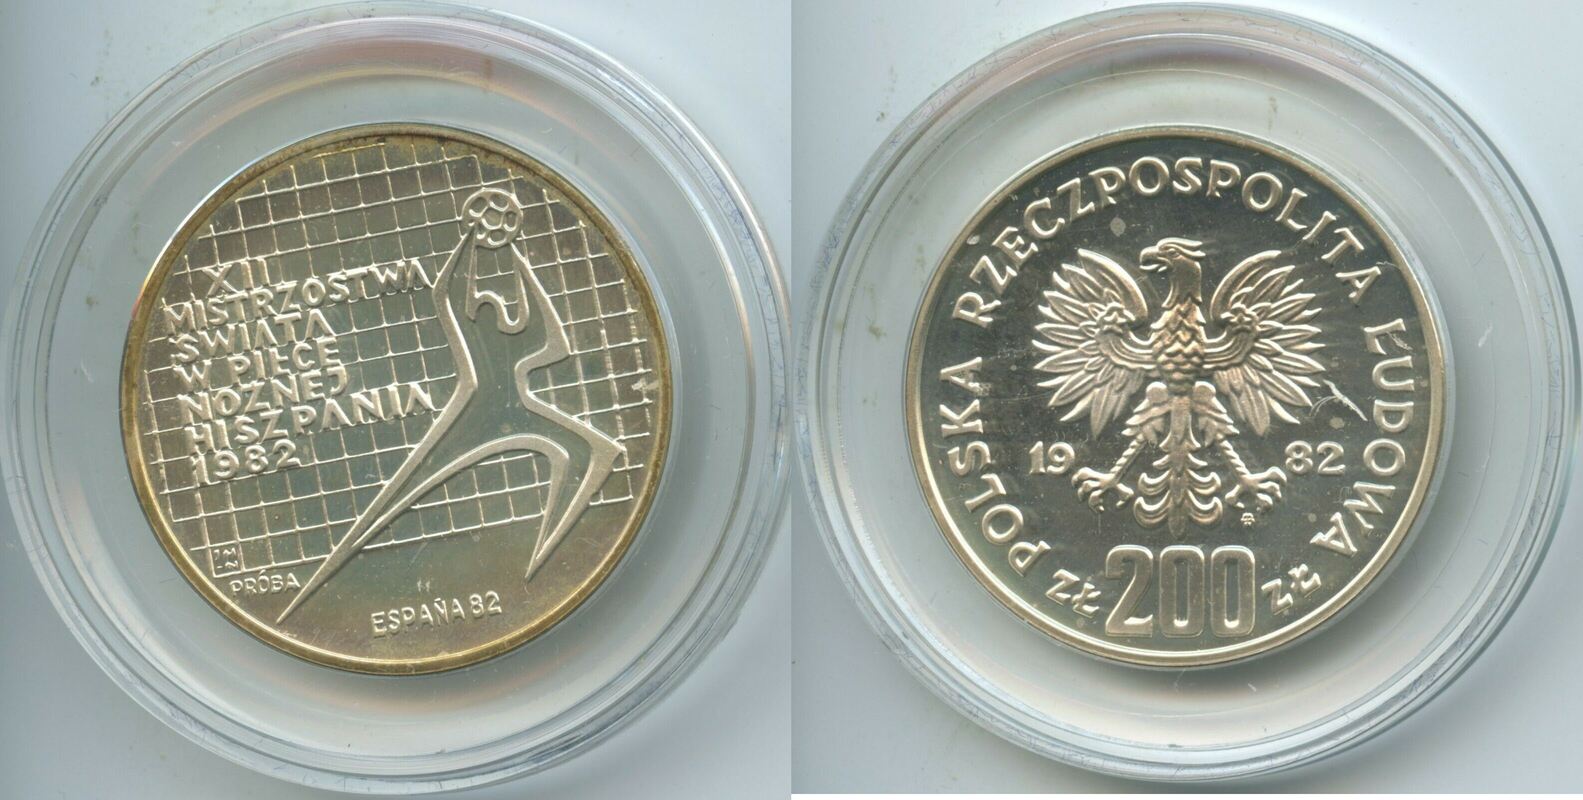 XII
MISTRZOSTWA
ŚWIATA
W PIŁCE
NOŻNEJ
HISZPANIA
1982
PRÓBA
ESPAÑA 82
POLSKA RZECZPOSPOLITA LUDOWA
19 82
ZŁ 200 ZŁ